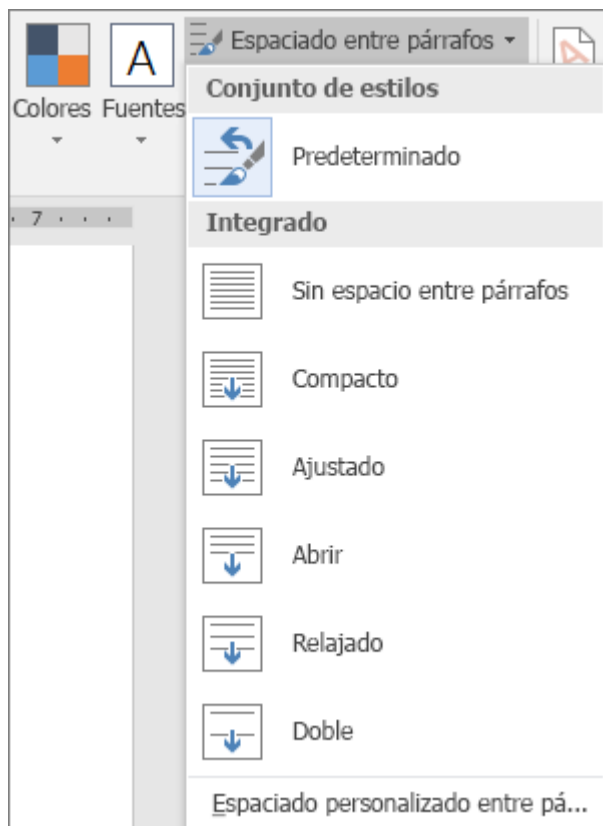 Colores
A
Fuentes
Espaciado entre párrafos
Conjunto de estilos
Predeterminado
7
Integrado
Sin espacio entre párrafos
Compacto
Ajustado
Abrir
Relajado
Doble
Espaciado personalizado entre pá...